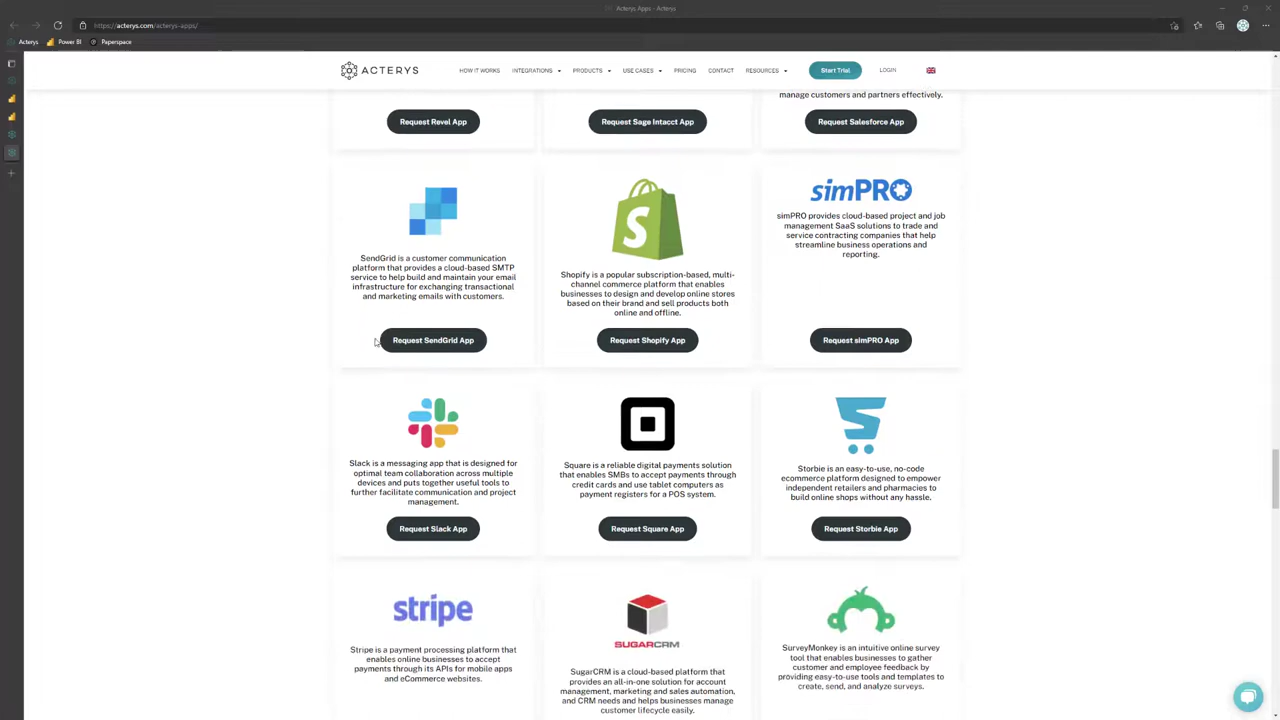 Acterys Apps - Acterys
https://acterys.com/acterys-apps/
Acterys
Power BI
Paperspace
ACTERYS
HOW IT WORKS
INTEGRATIONS
PRODUCTS
USE CASES
PRICING
CONTACT
RESOURCES
Start Trial
LOGIN
manage customers and partners effectively.
Request Revel App
Request Sage Intacct App
Request Salesforce App
SendGrid is a customer communication
platform that provides a cloud-based SMTP
service to help build and maintain your email
infrastructure for exchanging transactional
and marketing emails with customers.
Request SendGrid App
S
Shopify is a popular subscription-based, multi-
channel commerce platform that enables
businesses to design and develop online stores
based on their brand and sell products both
online and offline.
Request Shopify App
simPRO
simPRO provides cloud-based project and job
management SaaS solutions to trade and
service contracting companies that help
streamline business operations and
reporting.
Request simPRO App
Slack is a messaging app that is designed for
optimal team collaboration across multiple
devices and puts together useful tools to
further facilitate communication and project
management.
Request Slack App
Square is a reliable digital payments solution
that enables SMBs to accept payments through
credit cards and use tablet computers as
payment registers for a POS system.
Request Square App
Storbie is an easy-to-use, no-code
ecommerce platform designed to empower
independent retailers and pharmacies to
build online shops without any hassle.
Request Storbie App
stripe
Stripe is a payment processing platform that
enables online businesses to accept
payments through its APIs for mobile apps
and eCommerce websites.
SUGARCRM
SugarCRM is a cloud-based platform that
provides an all-in-one solution for account
management, marketing and sales automation,
and CRM needs and helps businesses manage
customer lifecycle easily.
SurveyMonkey is an intuitive online survey
tool that enables businesses to gather
customer and employee feedback by
providing easy-to-use tools and templates to
create, send, and analyze surveys.